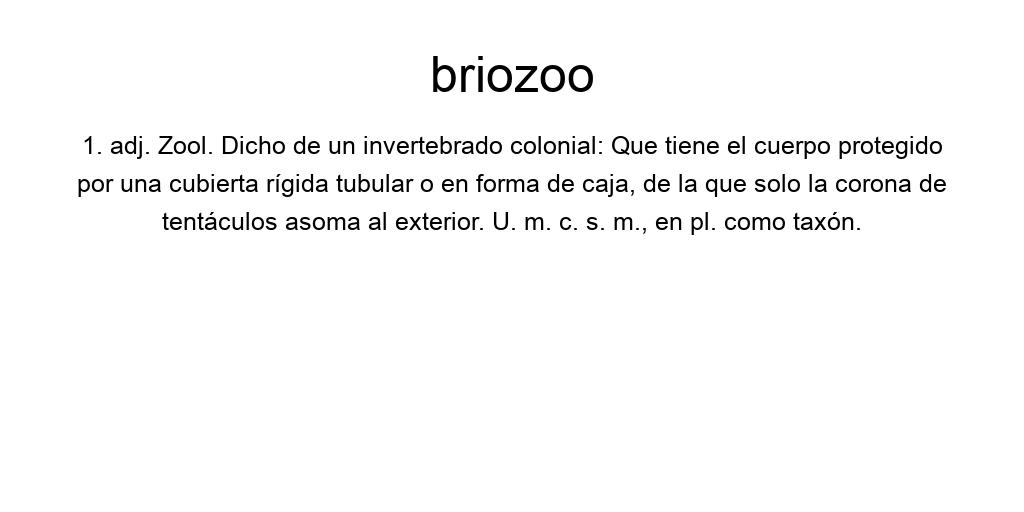 briozoo
1. adj. Zool. Dicho de un invertebrado colonial: Que tiene el cuerpo protegido
por una cubierta rígida tubular o en forma de caja, de la que solo la corona de
tentáculos asoma al exterior. U. m. c. s. m., en pl. como taxón.